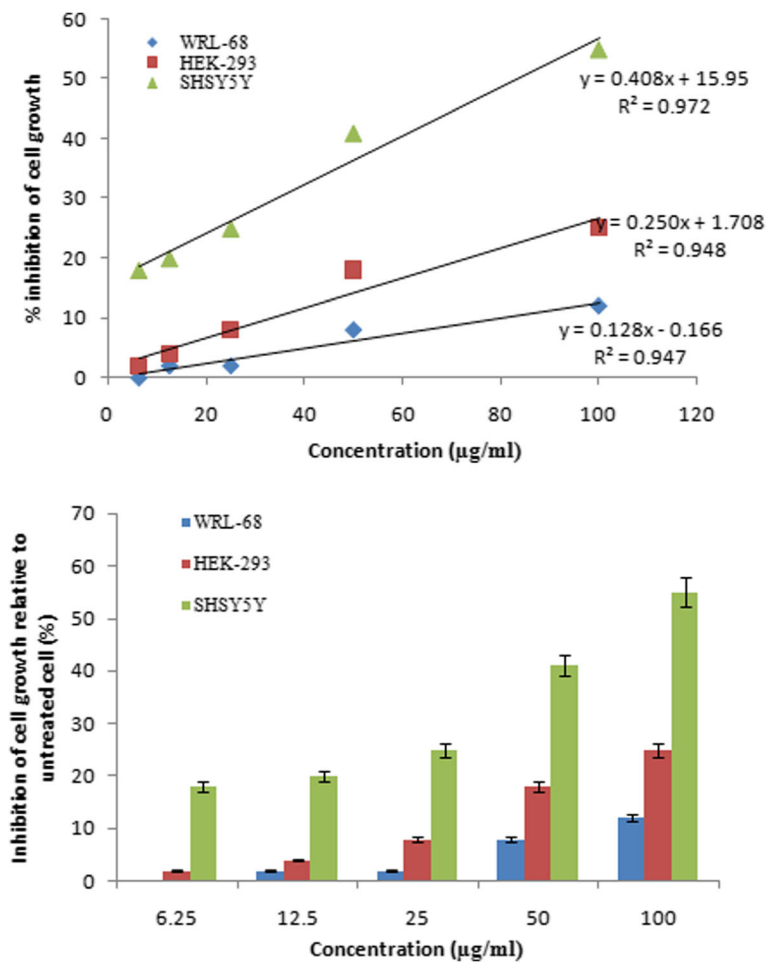 60
50
40
30
20
10
0
% inhibition of cell growth
WRL-68
HEK-293
SHSY5Y
y = 0.408x + 15.95
R² = 0.972
y = 0.250x + 1.708
R² = 0.948
y = 0.128x - 0.166
R² = 0.947
0 20 40 60 80 100 120
Concentration (µg/ml)
70
60
50
40
30
20
10
0
Inhibition of cell growth relative to
untreated cell (%)
WRL-68
HEK-293
SHSY5Y
6.25 12.5 25 50 100
Concentration (µg/ml)